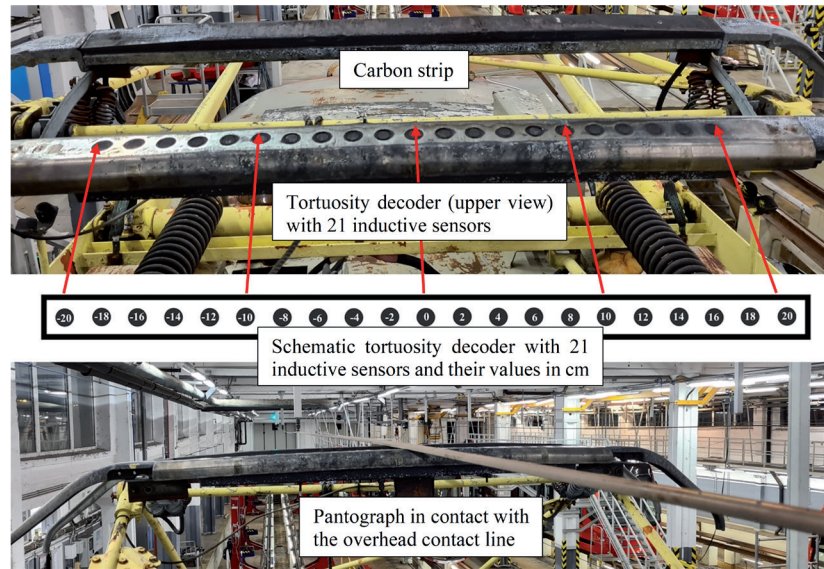 Carbon strip
Tortuosity decoder (upper view)
with 21 inductive sensors
-20 -18 -16 -14 -12 -10 -8 -6 -4 -2 0 2 4 6 8 10 12 14 16 18 20
Schematic tortuosity decoder with 21
inductive sensors and their values in cm
Pantograph in contact with
the overhead contact line